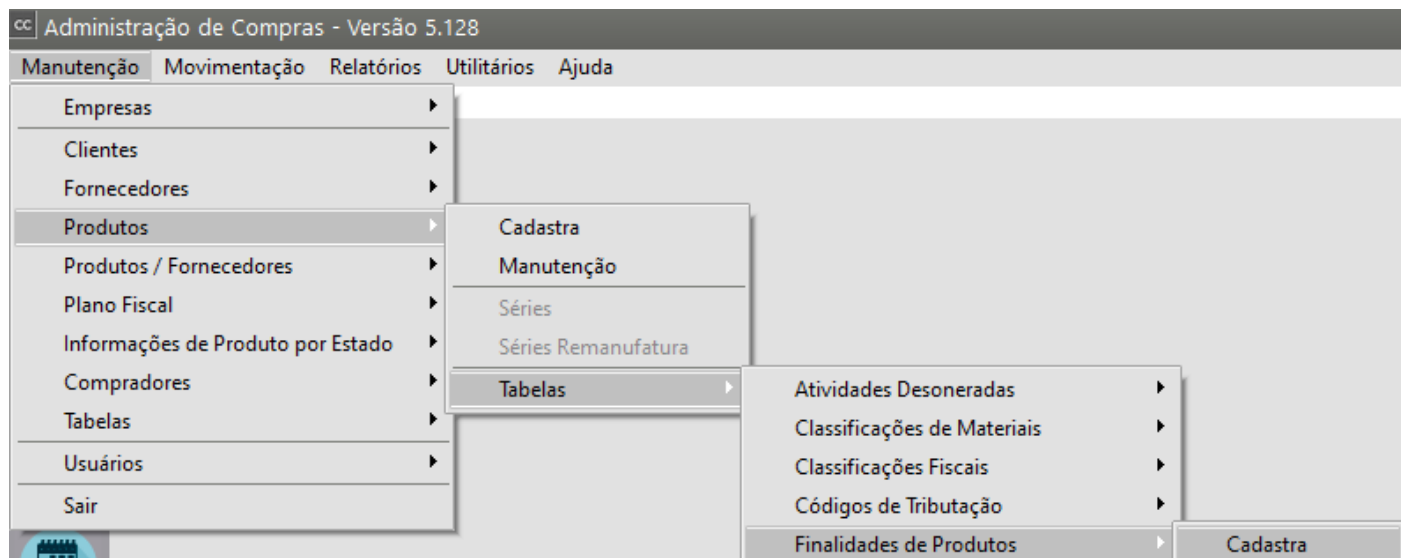 cc Administração de Compras - Versão 5.128
Manutenção Movimentação Relatórios Utilitários Ajuda
Empresas
Clientes
Fornecedores
Produtos
Produtos / Fornecedores
Plano Fiscal
Informações de Produto por Estado
Compradores
Tabelas
Usuários
Sair
Cadastra
Manutenção
Séries
Séries Remanufatura
Tabelas
Atividades Desoneradas
Classificações de Materiais
Classificações Fiscais
Códigos de Tributação
Finalidades de Produtos
Cadastra